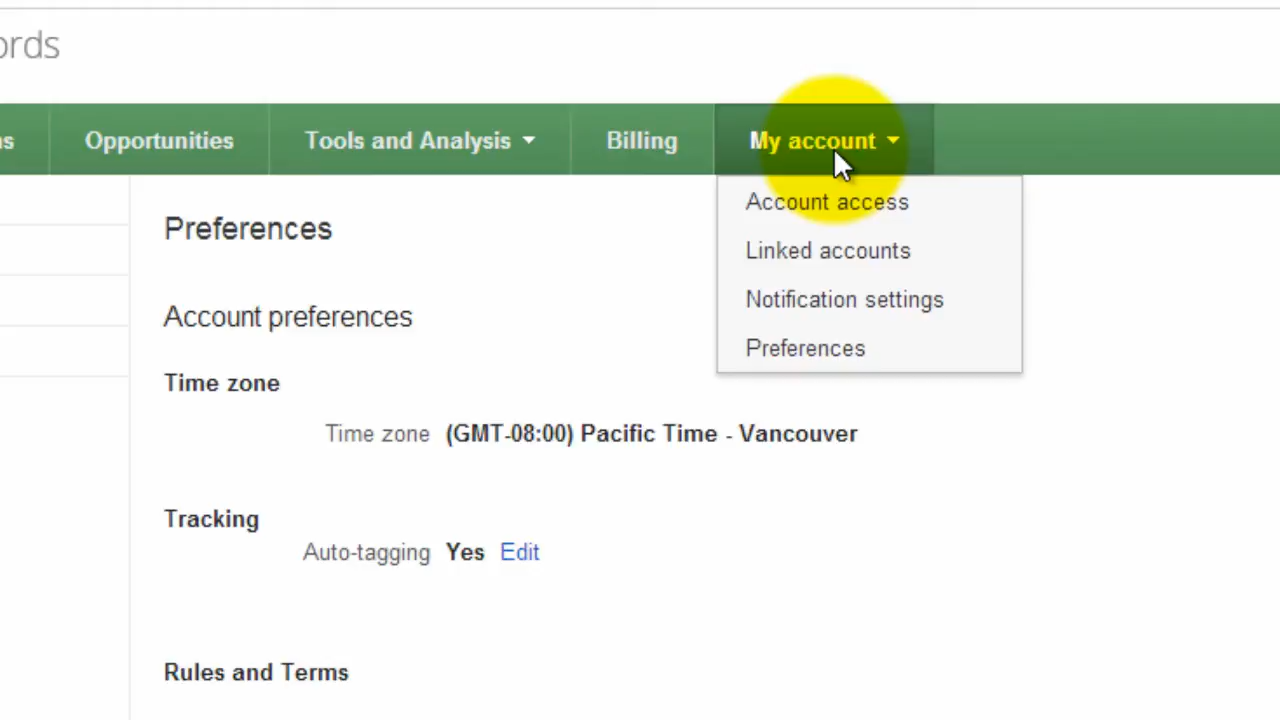 ords
ns Opportunities Tools and Analysis Billing My account
Account access
Linked accounts
Notification settings
Preferences
Preferences
Account preferences
Time zone
Time zone (GMT-08:00) Pacific Time - Vancouver
Tracking
Auto-tagging Yes Edit
Rules and Terms